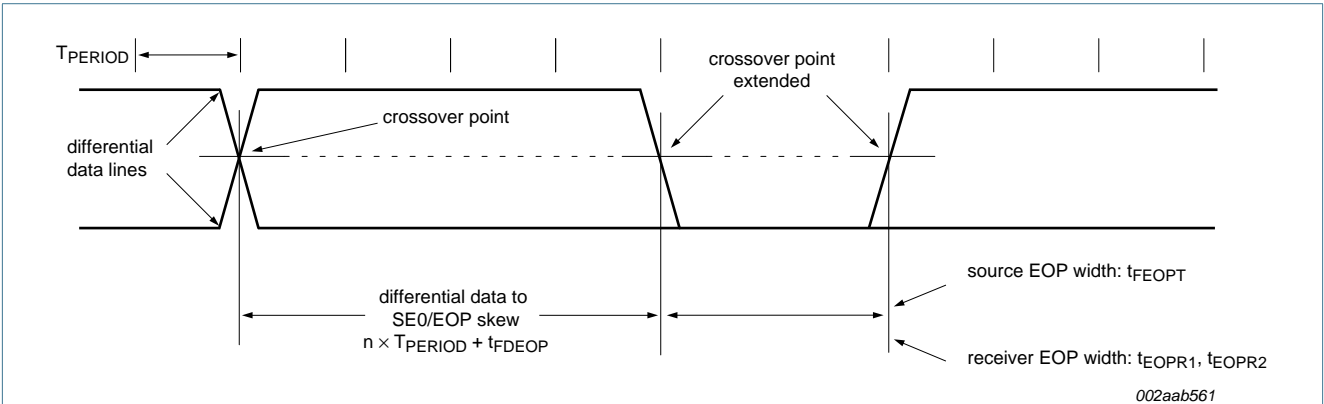 TPERIOD
crossover point
extended
crossover point
differential
data lines
differential data to
SE0/EOP skew
n × TPERIOD + tFDEOP
source EOP width: tFEOPT
receiver EOP width: tEOPR1, tEOPR2
002aab561